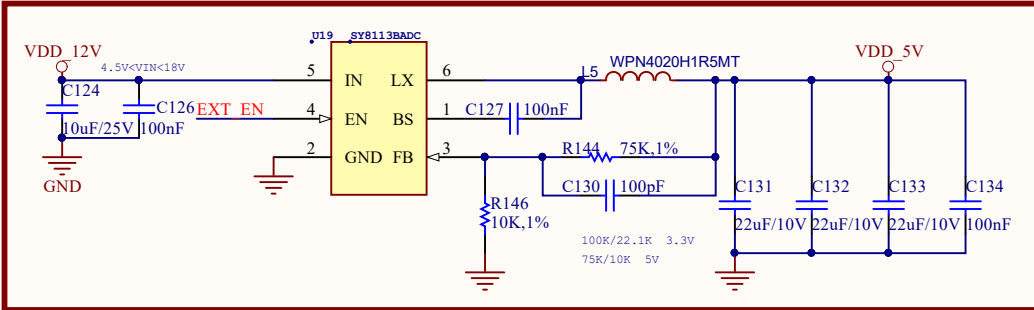 U19 SY8113BADC
VDD_12V
4.5V<VIN<18V
WPN4020H1R5MT
VDD_5V
5 IN LX 6
L5
C124
C126
10uF/25V
100nF
EXT_EN
4 EN BS 1
C127 100nF
2 GND FB 3
R144 75K,1%
GND
C130 100pF
R146
10K,1%
C131
C132
C133
C134
22uF/10V
22uF/10V
22uF/10V
100nF
100K/22.1K 3.3V
75K/10K 5V